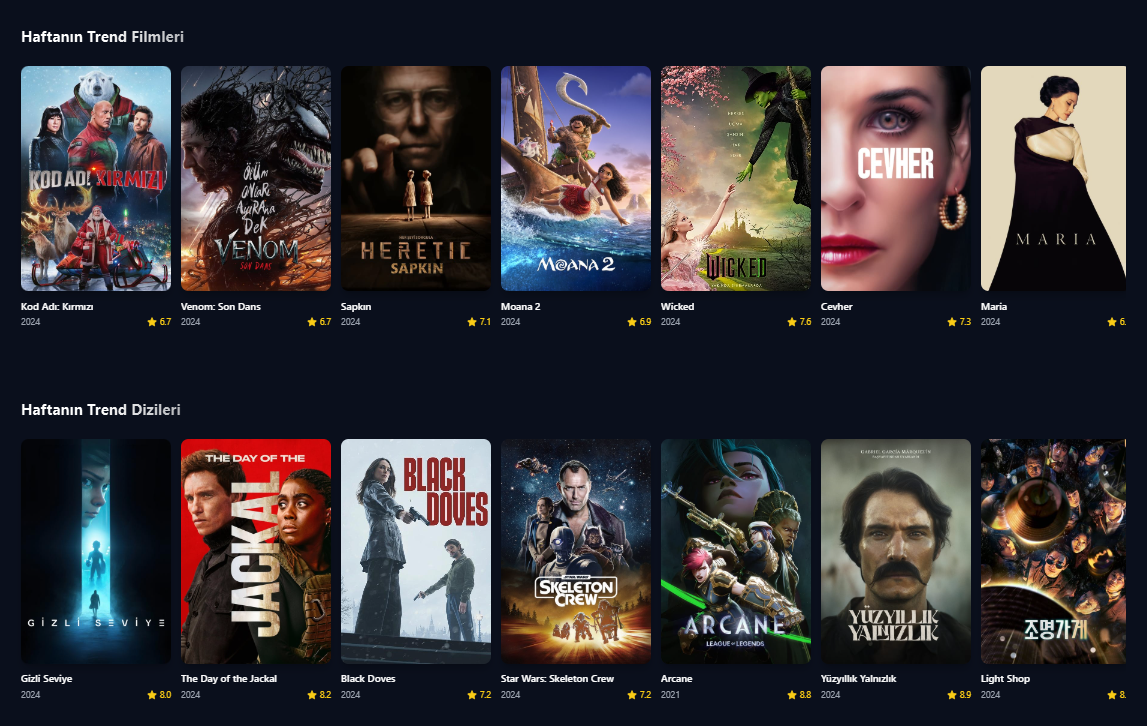 Haftanın Trend Filmleri
KOD ADI KIRMIZI
ÖLÜM
ONLARI
AYIRANA
DEK
VENOM
SON DANS
HERETIC
SAPKIN
MOANA 2
WICKED
CEVHER
MARIA
Kod Adı: Kırmızı
2024
6.7
Venom: Son Dans
2024
6.7
Sapkın
2024
7.1
Moana 2
2024
6.9
Wicked
2024
7.6
Cevher
2024
7.3
Maria
2024
6.
Haftanın Trend Dizileri
GİZLİ SEVİYE
THE DAY OF THE
JACKAL
BLACK
DOVES
STAR WARS
SKELETON
CREW
ARCANE
LEAGUE OF LEGENDS
GABRIEL GARCÍA MÁRQUEZ'İN
YÜZYILLIK
YALNIZLIK
조명가게
Gizli Seviye
2024
8.0
The Day of the Jackal
2024
8.2
Black Doves
2024
7.2
Star Wars: Skeleton Crew
2024
7.2
Arcane
2021
8.8
Yüzyıllık Yalnızlık
2024
8.9
Light Shop
2024
8.